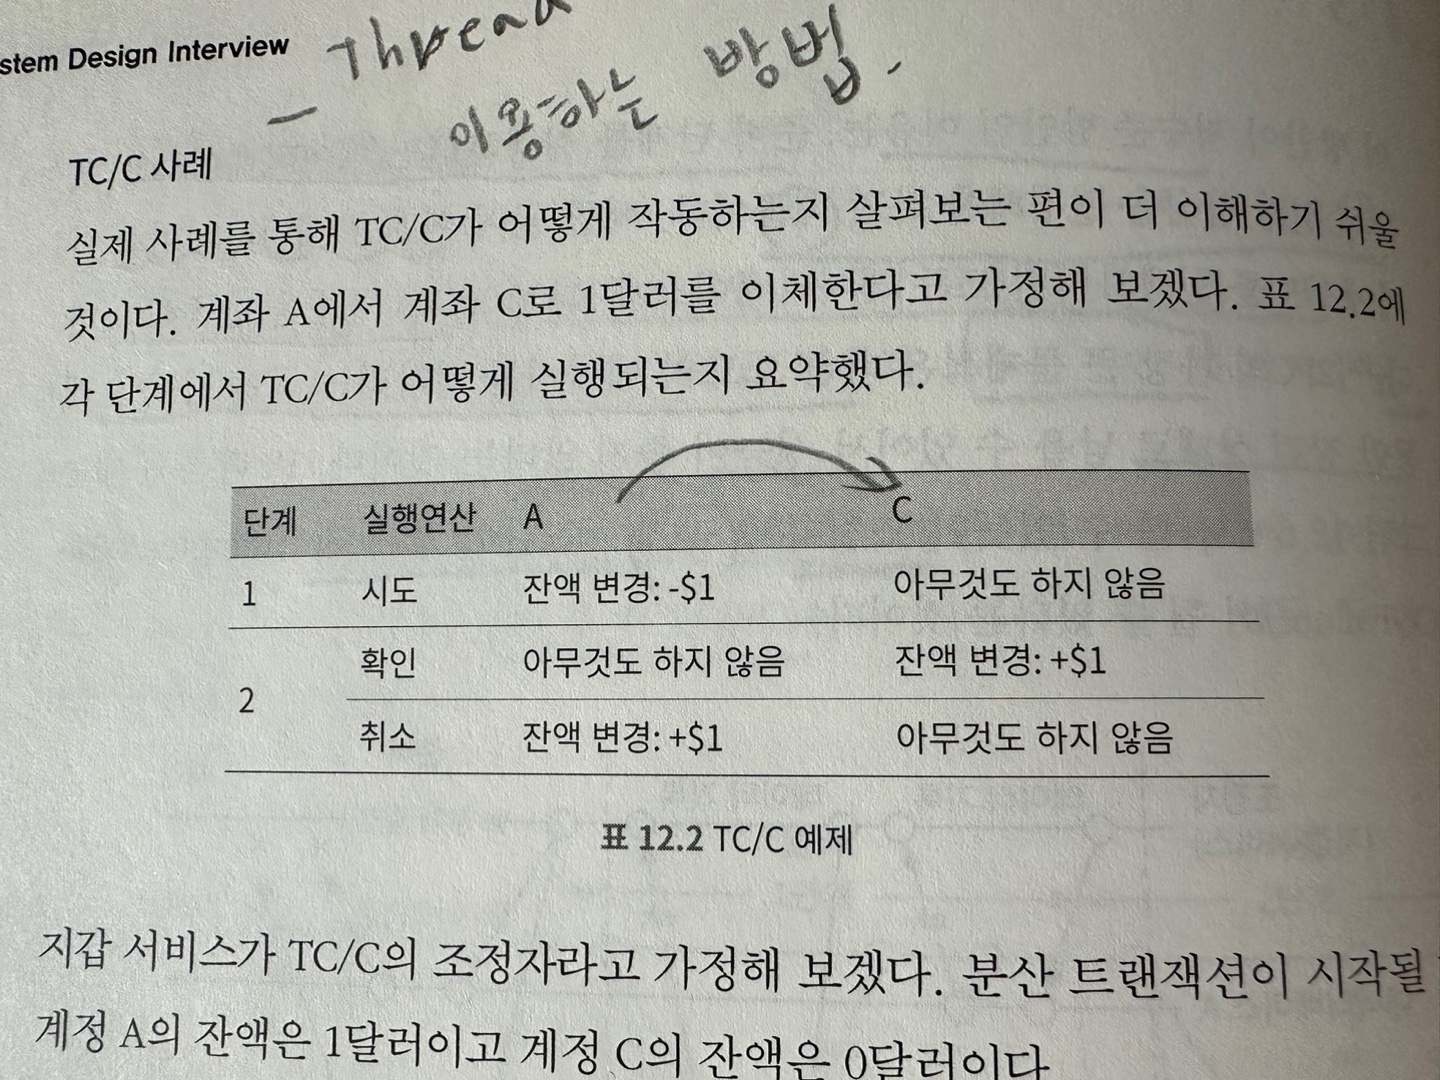 stem Design Interview
- Thread
이용하는 방법.
TC/C 사례
실제 사례를 통해 TC/C가 어떻게 작동하는지 살펴보는 편이 더 이해하기 쉬울
것이다. 계좌 A에서 계좌 C로 1달러를 이체한다고 가정해 보겠다. 표 12.2에
각 단계에서 TC/C가 어떻게 실행되는지 요약했다.
단계 실행연산 A C
1 시도 잔액 변경: -$1 아무것도 하지 않음
2 확인 아무것도 하지 않음 잔액 변경: +$1
취소 잔액 변경: +$1 아무것도 하지 않음
표 12.2 TC/C 예제
지갑 서비스가 TC/C의 조정자라고 가정해 보겠다. 분산 트랜잭션이 시작될
계정 A의 잔액은 1달러이고 계정 C의 잔액은 0달러이다